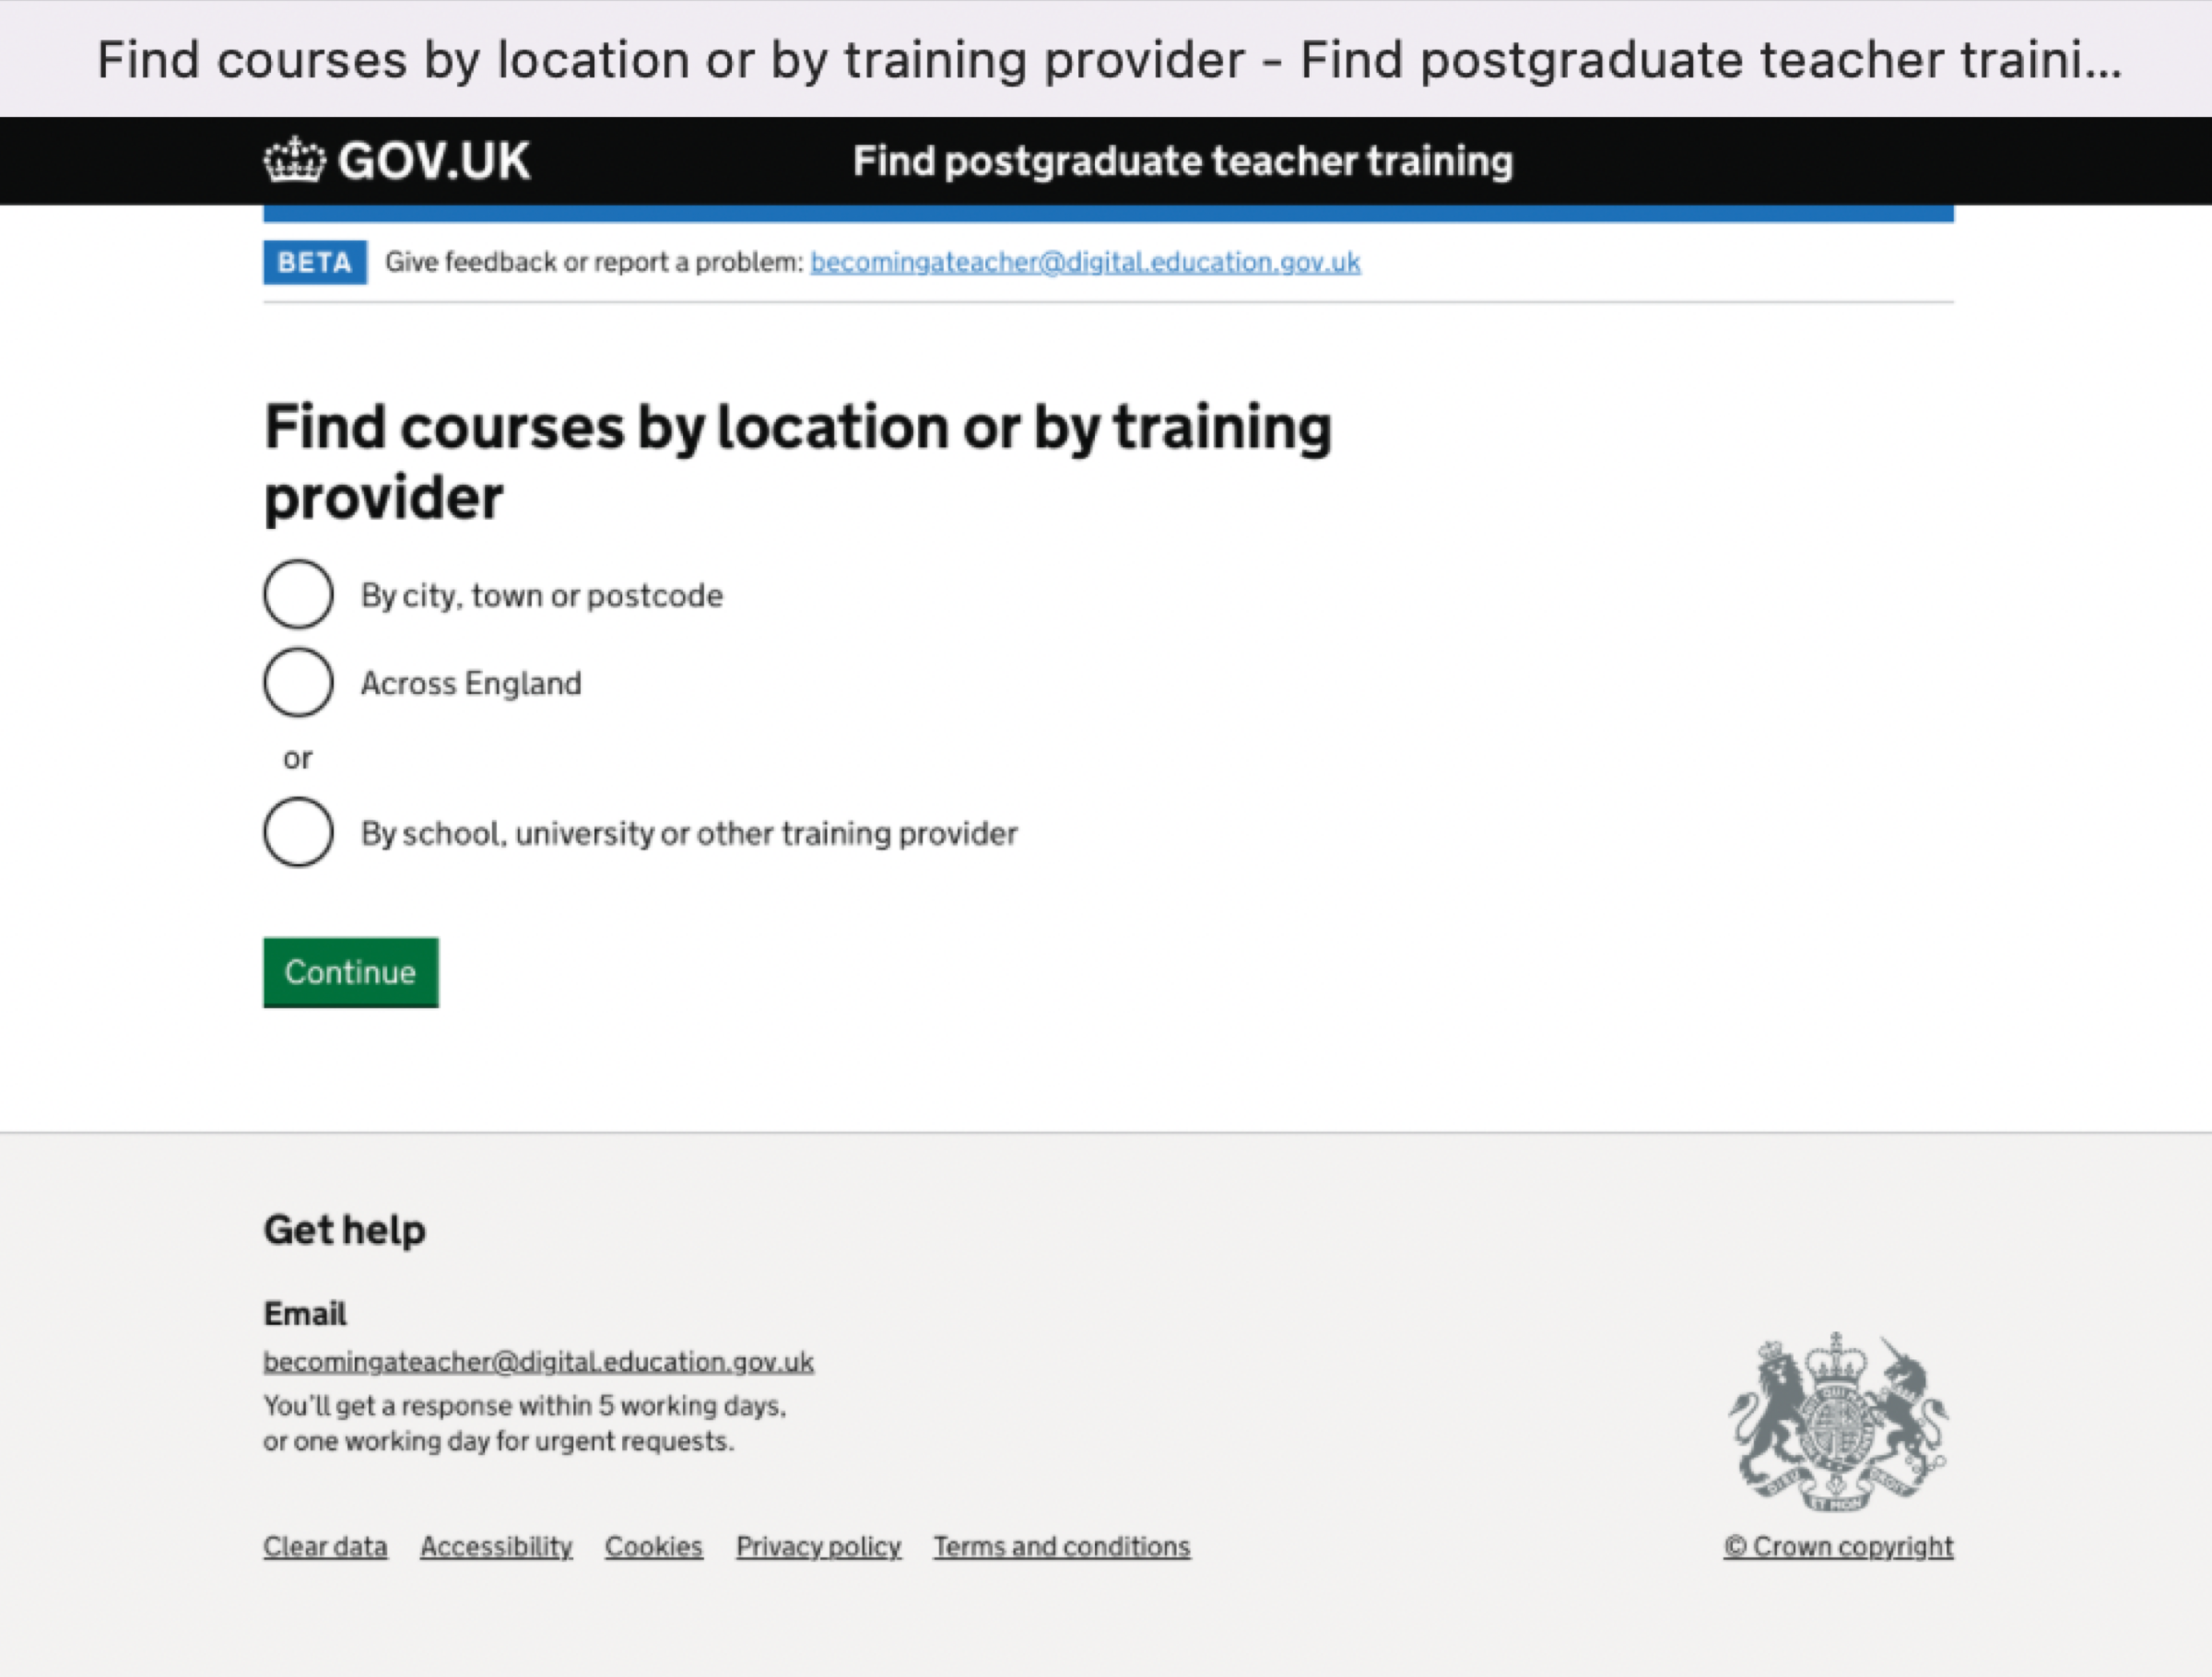 Find courses by location or by training provider - Find postgraduate teacher traini...
GOV.UK
Find postgraduate teacher training
BETA Give feedback or report a problem: becomingateacher@digital.education.gov.uk
Find courses by location or by training
provider
By city, town or postcode
Across England
or
By school, university or other training provider
Continue
Get help
Email
becomingateacher@digital.education.gov.uk
You'll get a response within 5 working days,
or one working day for urgent requests.
DIEU ET MON DROIT
Clear data Accessibility Cookies Privacy policy Terms and conditions
© Crown copyright